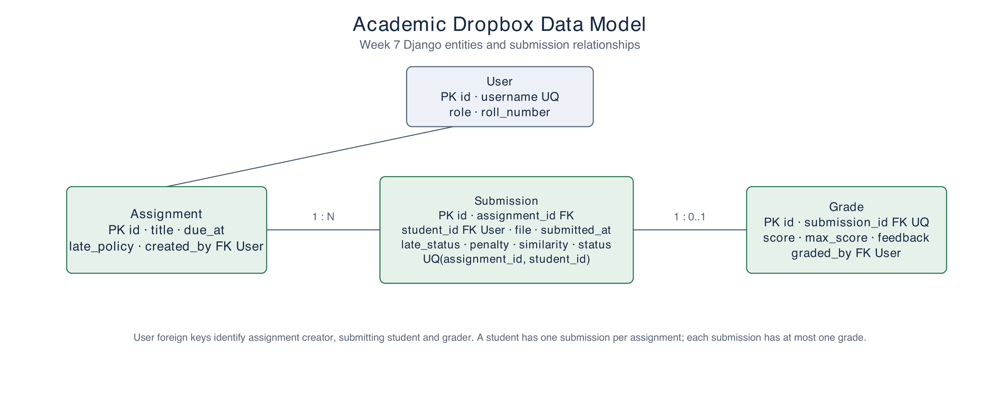 Academic Dropbox Data Model
Week 7 Django entities and submission relationships
User
PK id · username UQ
role · roll_number
Assignment
PK id · title · due_at
late_policy · created_by FK User
1 : N
Submission
PK id · assignment_id FK
student_id FK User · file · submitted_at
late_status · penalty · similarity · status
UQ(assignment_id, student_id)
1 : 0..1
Grade
PK id · submission_id FK UQ
score · max_score · feedback
graded_by FK User
User foreign keys identify assignment creator, submitting student and grader. A student has one submission per assignment; each submission has at most one grade.